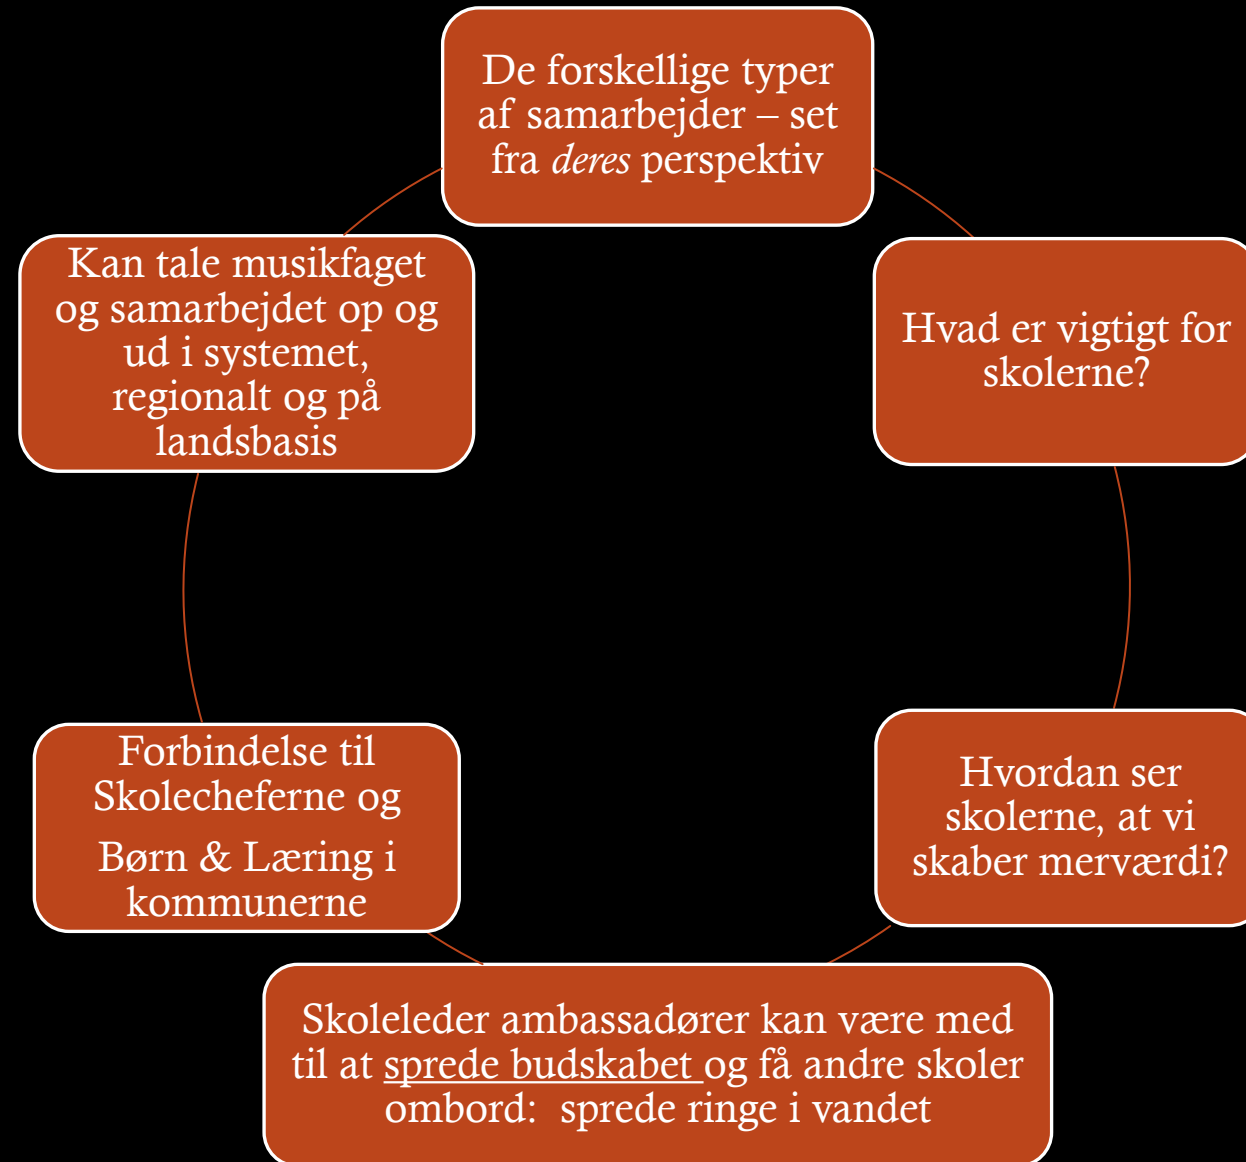 De forskellige typer
af samarbejder – set
fra deres perspektiv
Hvad er vigtigt for
skolerne?
Hvordan ser
skolerne, at vi
skaber merværdi?
Skoleleder ambassadører kan være med
til at sprede budskabet og få andre skoler
ombord:  sprede ringe i vandet
Forbindelse til
Skolecheferne og
Børn & Læring i
kommunerne
Kan tale musikfaget
og samarbejdet op og
ud i systemet,
regionalt og på
landsbasis